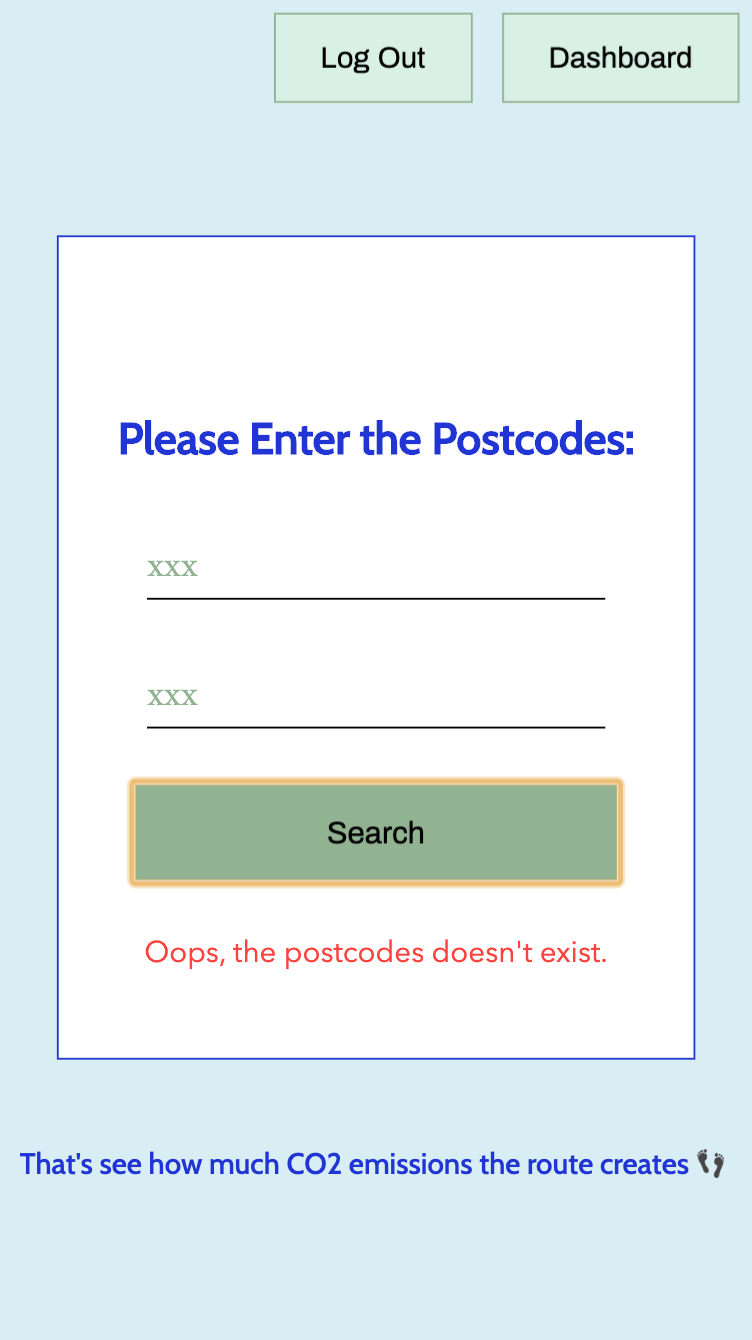 Log Out Dashboard
Please Enter the Postcodes:
xxx
xxx
Search
Oops, the postcodes doesn't exist.
That's see how much CO2 emissions the route creates 👣